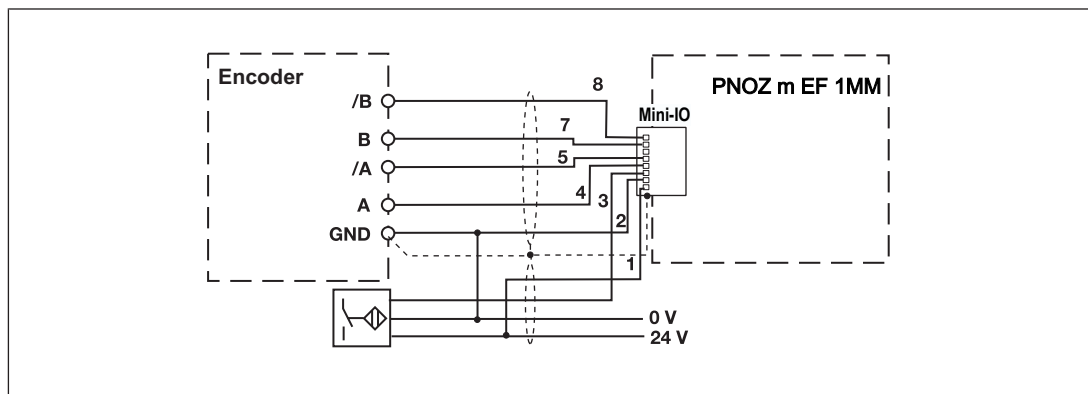 Encoder
/B
B
/A
A
GND
8
7
5
4
3
2
1
Mini-IO
PNOZ m EF 1MM
0 V
24 V